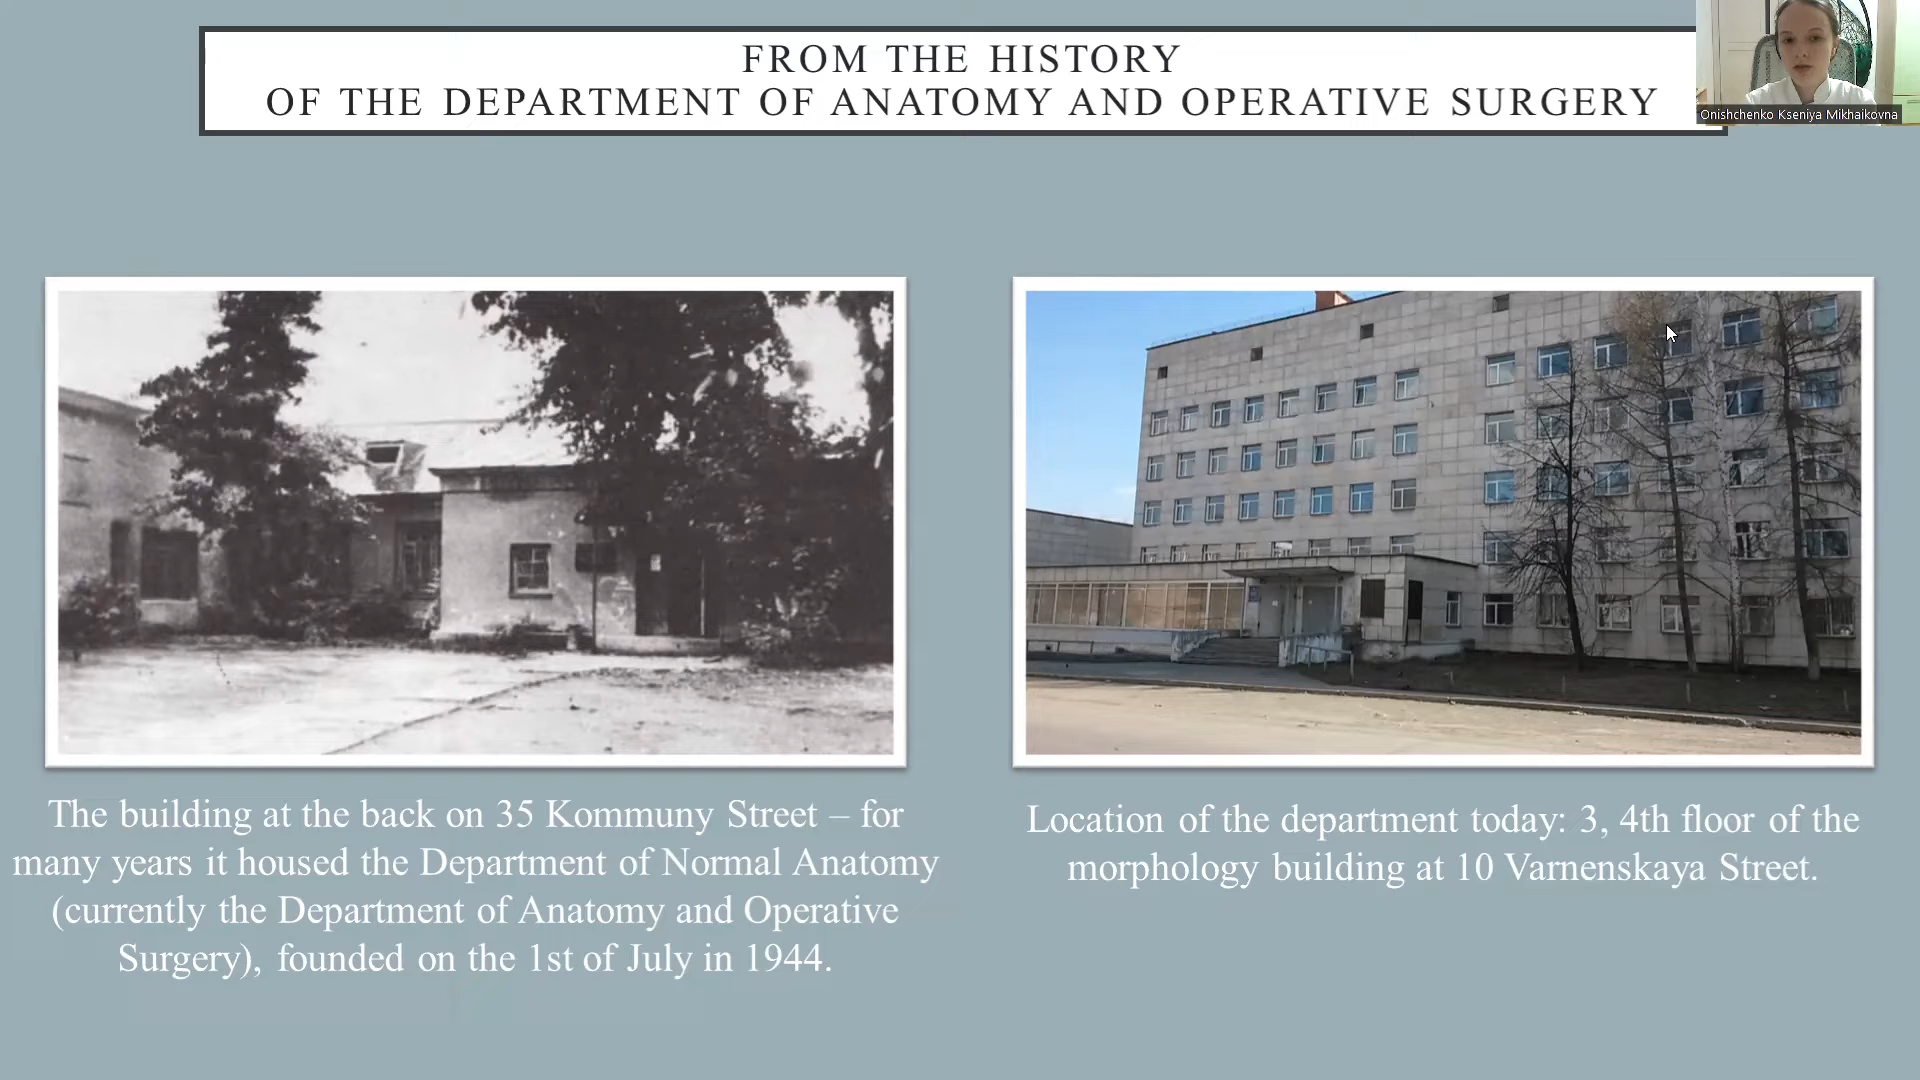 FROM THE HISTORY
OF THE DEPARTMENT OF ANATOMY AND OPERATIVE SURGERY
Onishchenko Kseniya Mikhaikovna
The building at the back on 35 Kommuny Street – for
many years it housed the Department of Normal Anatomy
(currently the Department of Anatomy and Operative
Surgery), founded on the 1st of July in 1944.
Location of the department today: 3, 4th floor of the
morphology building at 10 Varnenskaya Street.